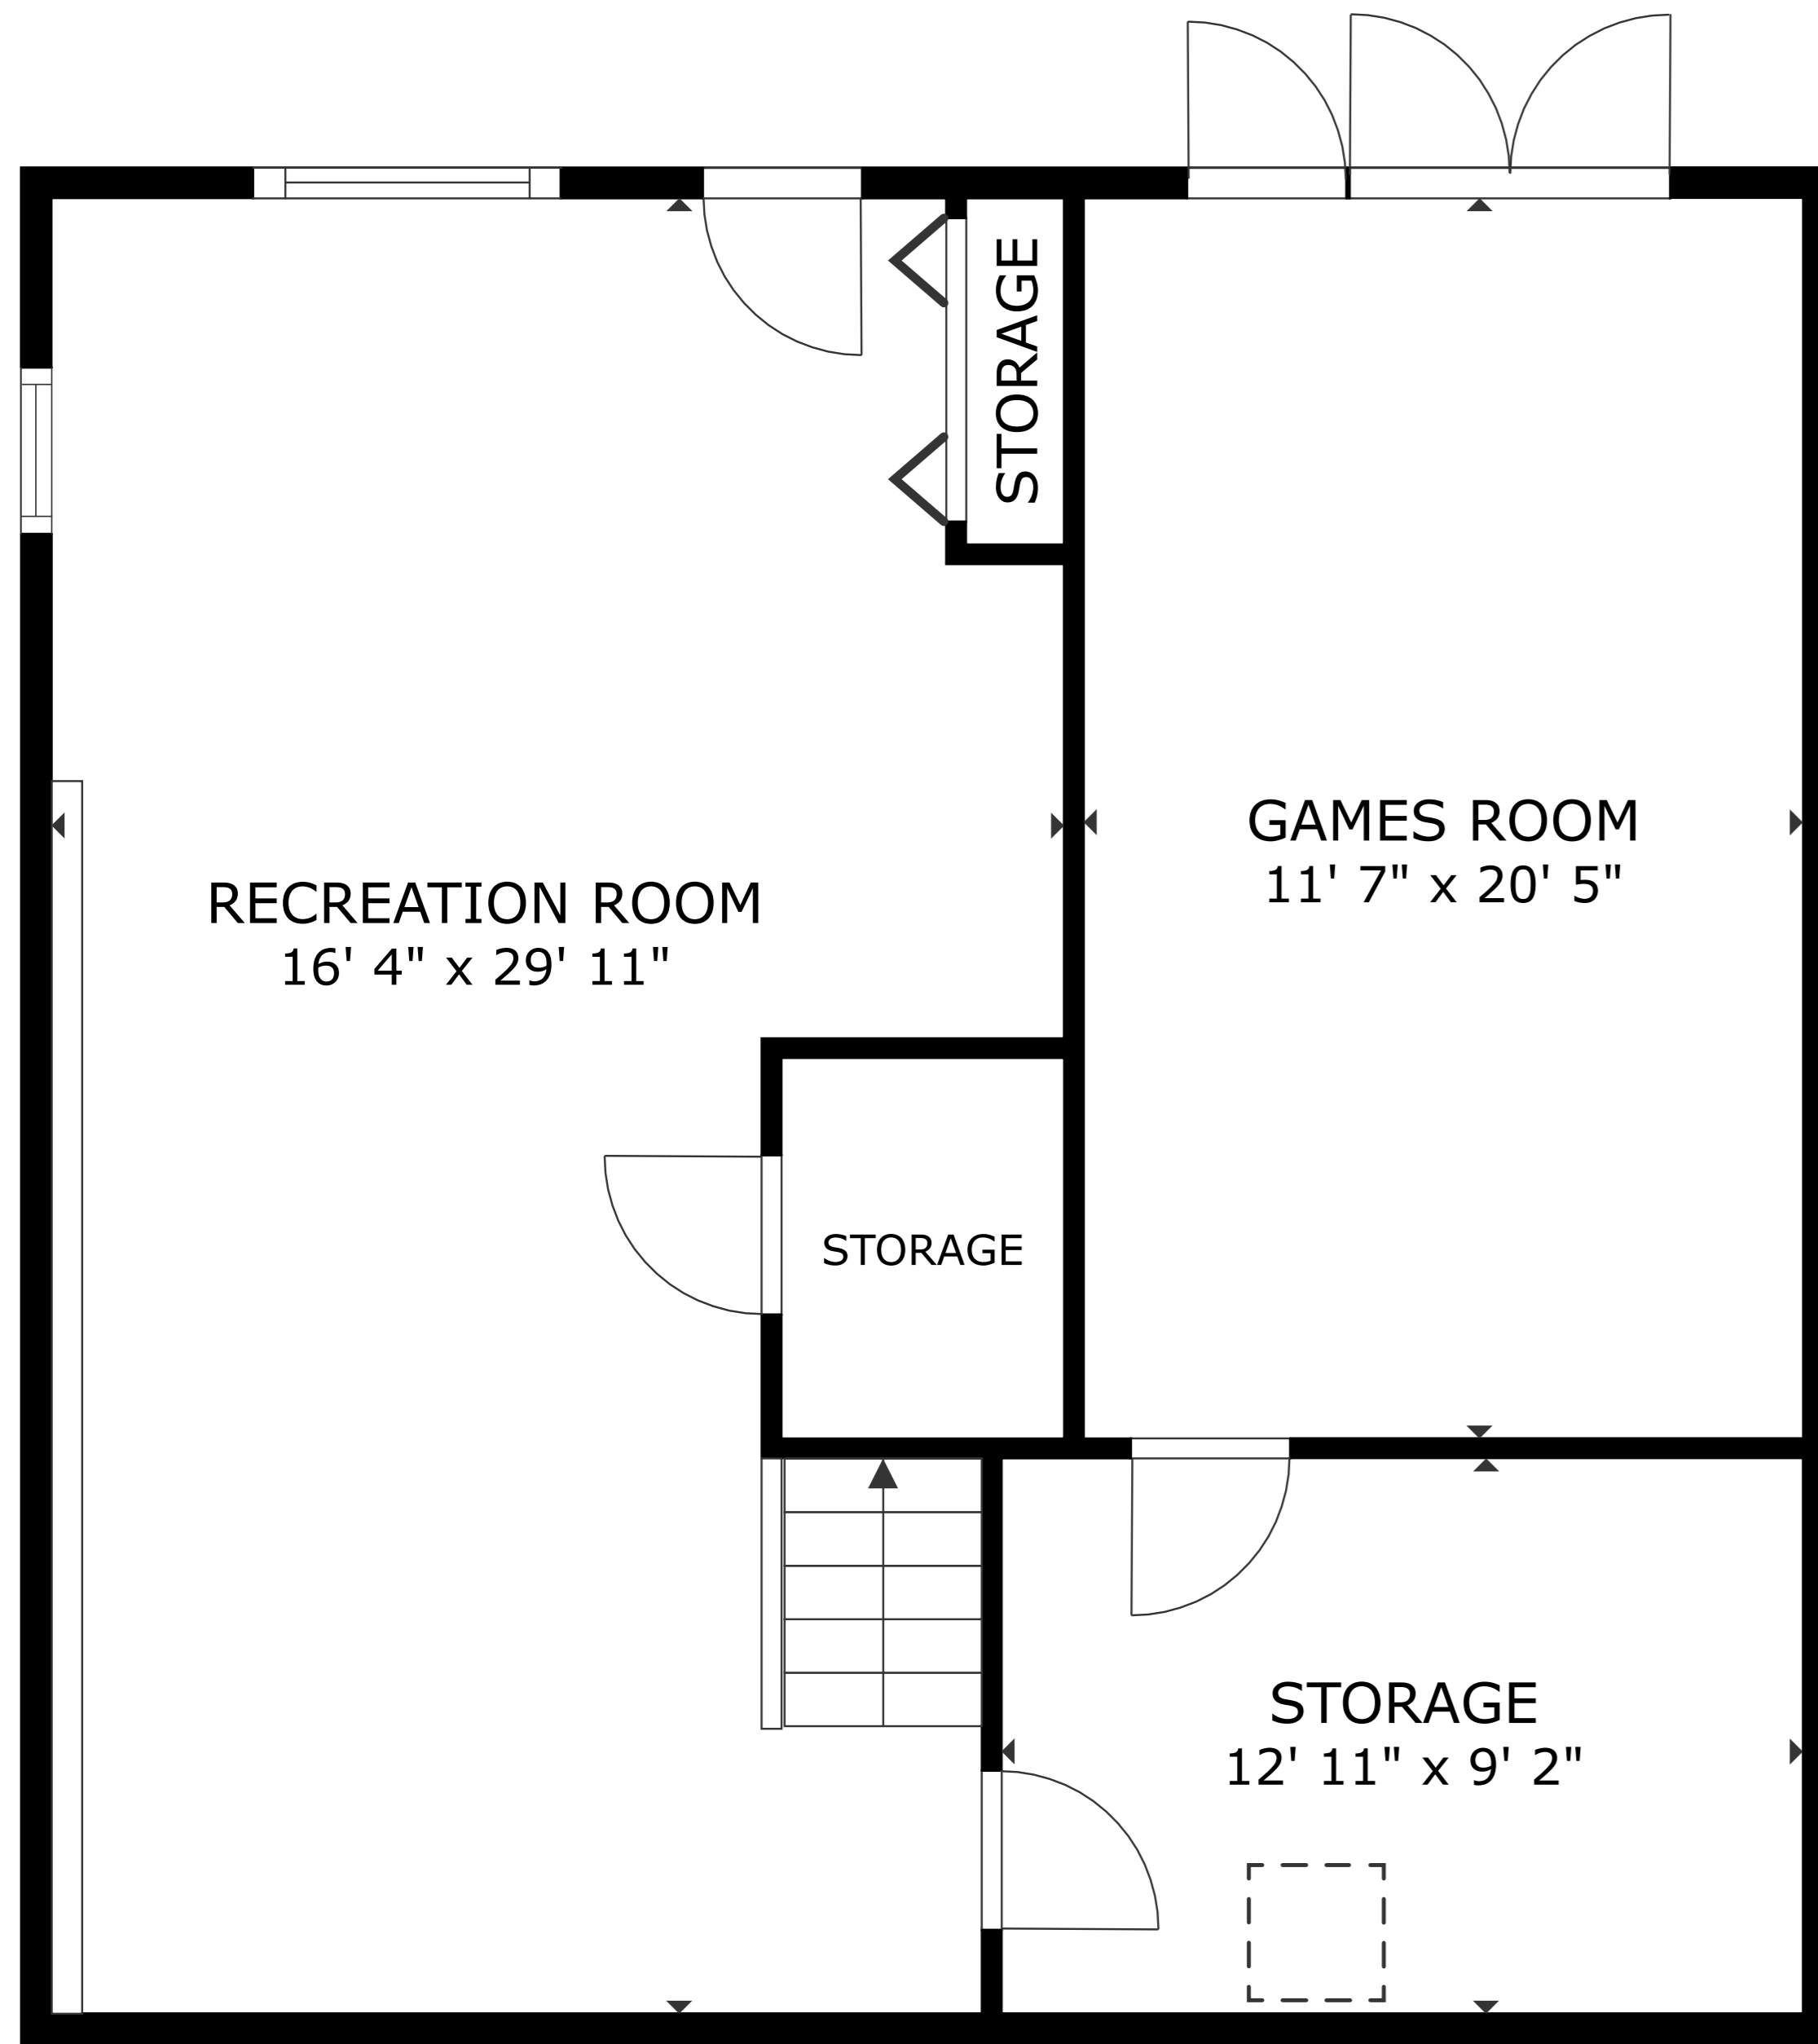 STORAGE
GAMES ROOM
11' 7" x 20' 5"
RECREATION ROOM
16' 4" x 29' 11"
STORAGE
STORAGE
12' 11" x 9' 2"